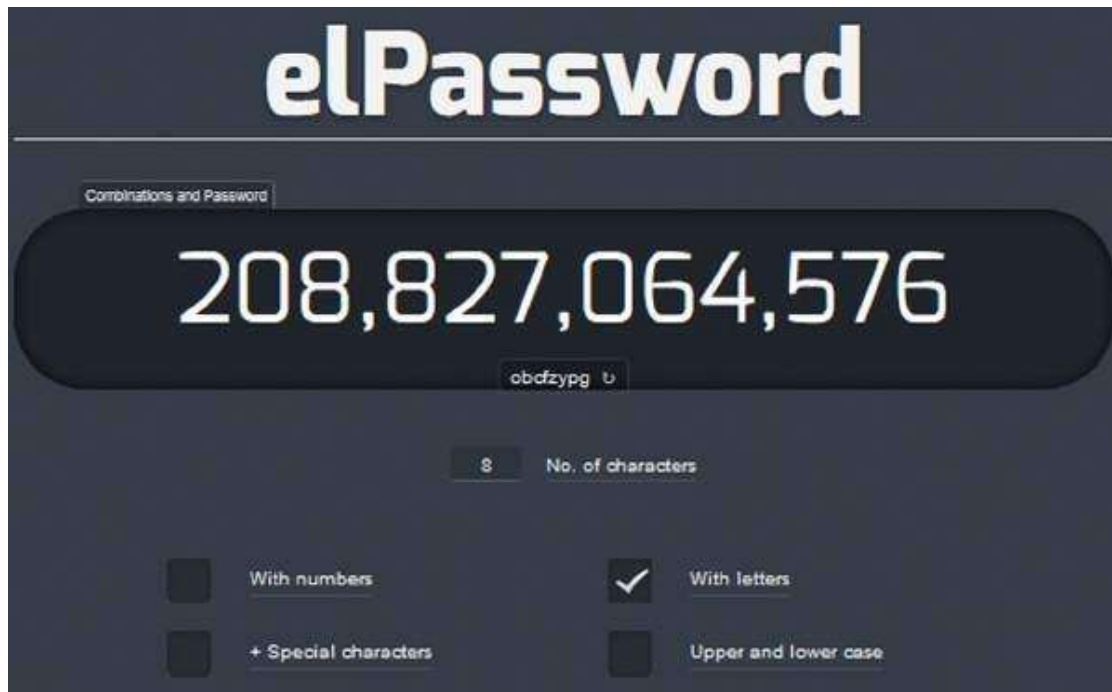 elPassword
Combinations and Password
208,827,064,576
obcfzypg ↻
8 No. of characters
With numbers
With letters
+ Special characters
Upper and lower case